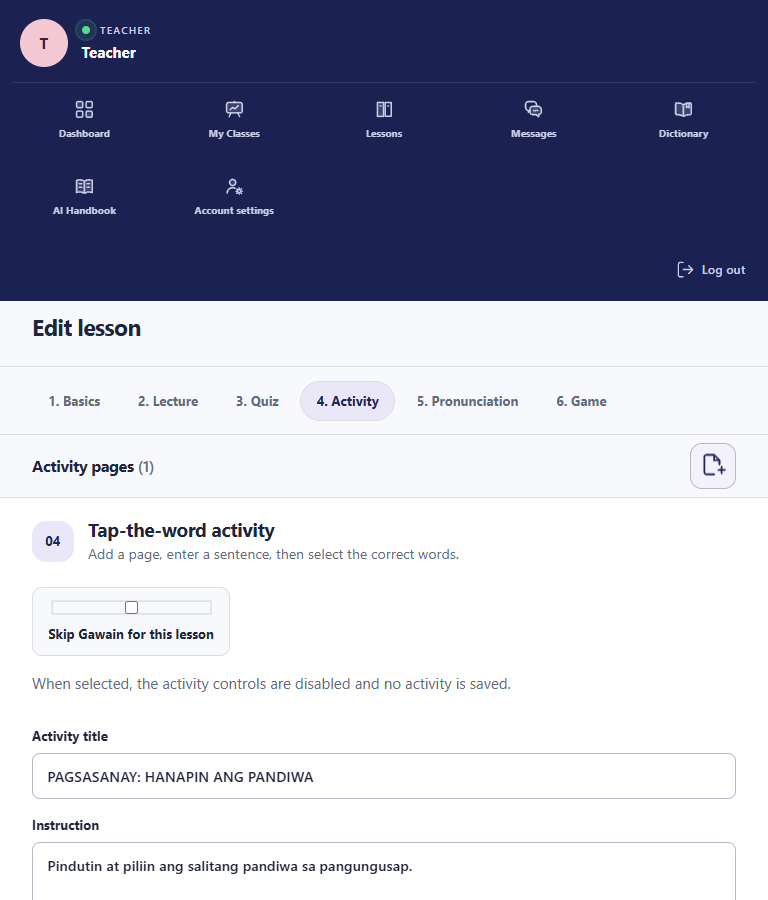 T
TEACHER
Teacher
Dashboard
My Classes
Lessons
Messages
Dictionary
AI Handbook
Account settings
Log out
Edit lesson
1. Basics
2. Lecture
3. Quiz
4. Activity
5. Pronunciation
6. Game
Activity pages (1)
04
Tap-the-word activity
Add a page, enter a sentence, then select the correct words.
Skip Gawain for this lesson
When selected, the activity controls are disabled and no activity is saved.
Activity title
PAGSASANAY: HANAPIN ANG PANDIWA
Instruction
Pindutin at piliin ang salitang pandiwa sa pangungusap.